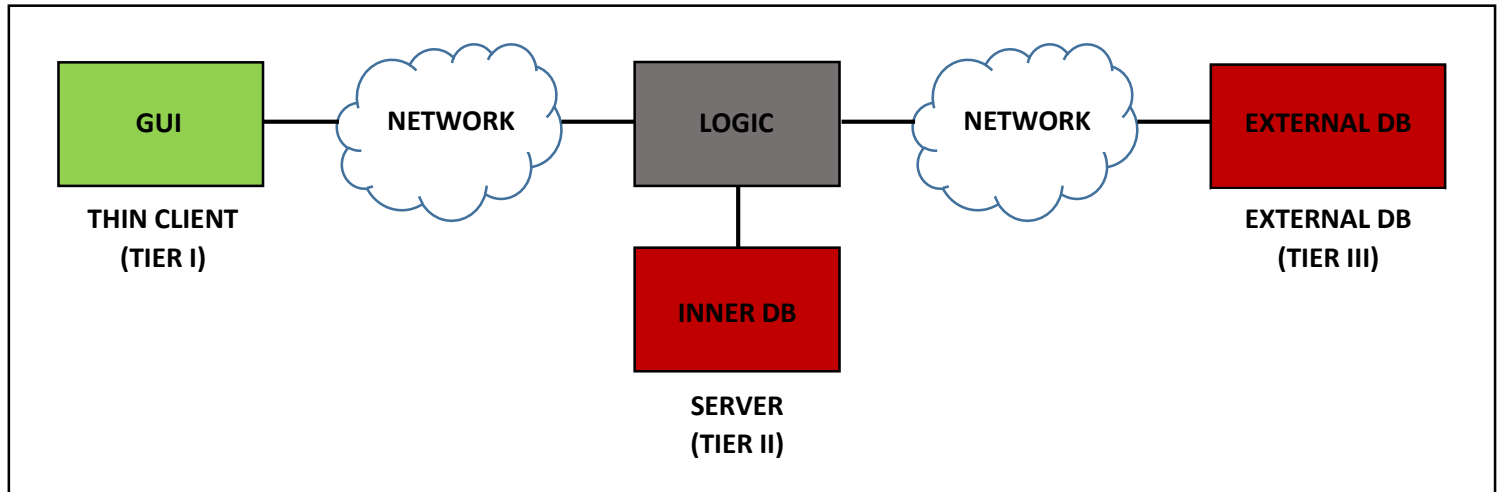 GUI
NETWORK
LOGIC
NETWORK
EXTERNAL DB
THIN CLIENT
(TIER I)
EXTERNAL DB
(TIER III)
INNER DB
SERVER
(TIER II)